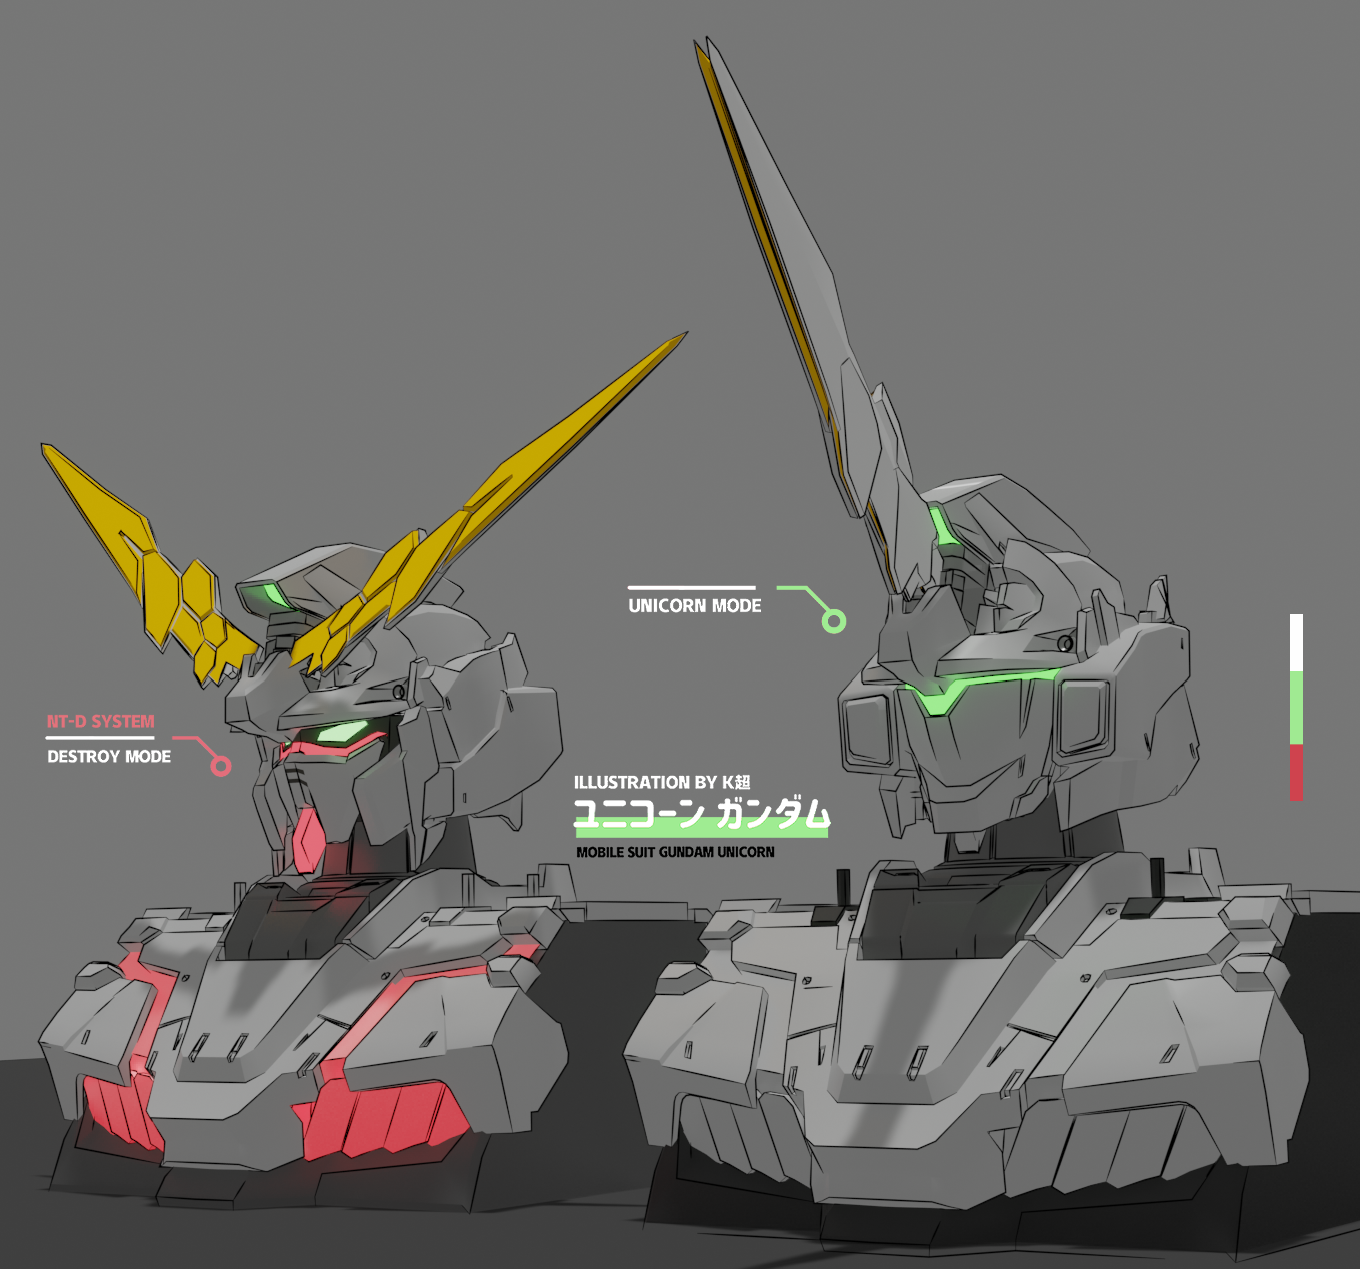 UNICORN MODE
NT-D SYSTEM
DESTROY MODE
ILLUSTRATION BY K超
ユニコーン ガンダム
MOBILE SUIT GUNDAM UNICORN